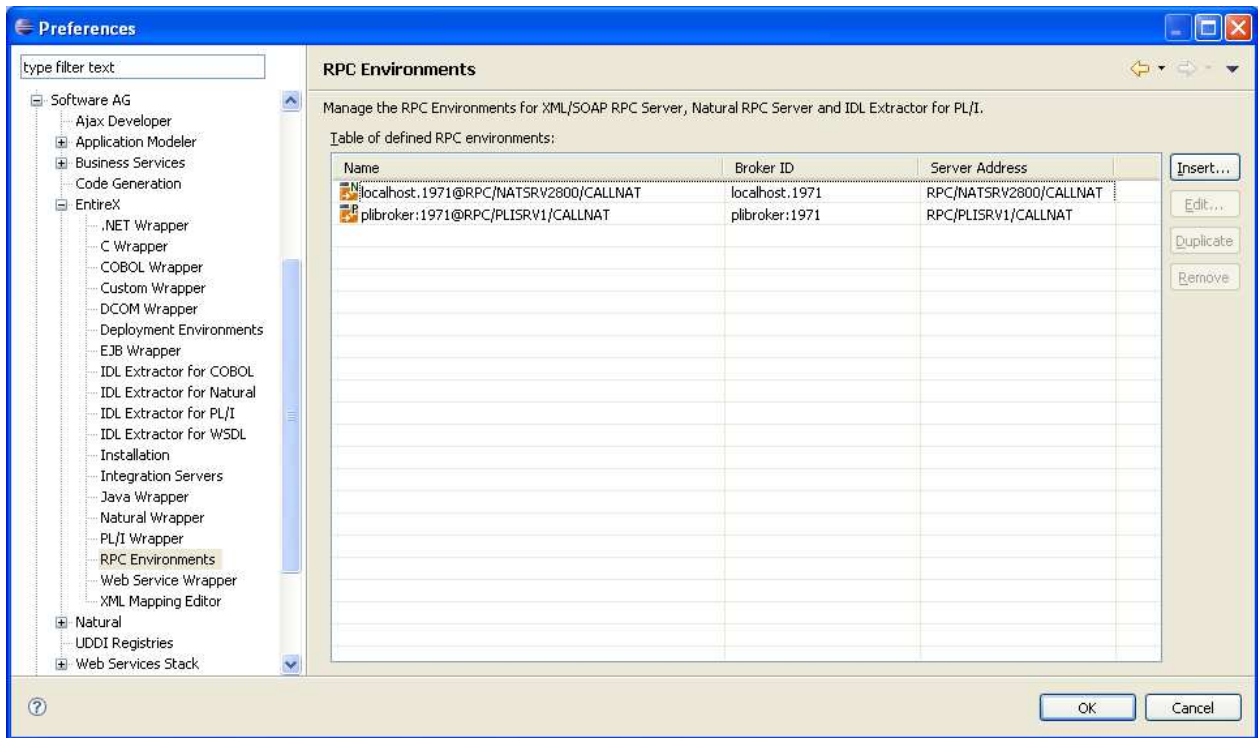 Preferences
type filter text
Software AG
Ajax Developer
Application Modeler
Business Services
Code Generation
EntireX
.NET Wrapper
C Wrapper
COBOL Wrapper
Custom Wrapper
DCOM Wrapper
Deployment Environments
EJB Wrapper
IDL Extractor for COBOL
IDL Extractor for Natural
IDL Extractor for PL/I
IDL Extractor for WSDL
Installation
Integration Servers
Java Wrapper
Natural Wrapper
PL/I Wrapper
RPC Environments
Web Service Wrapper
XML Mapping Editor
Natural
UDDI Registries
Web Services Stack
RPC Environments
Manage the RPC Environments for XML/SOAP RPC Server, Natural RPC Server and IDL Extractor for PL/I.
Table of defined RPC environments:
Name Broker ID Server Address
N localhost.1971@RPC/NATSRV2800/CALLNAT localhost.1971 RPC/NATSRV2800/CALLNAT
P plibroker:1971@RPC/PLISRV1/CALLNAT plibroker:1971 RPC/PLISRV1/CALLNAT
Insert...
Edit...
Duplicate
Remove
? OK Cancel